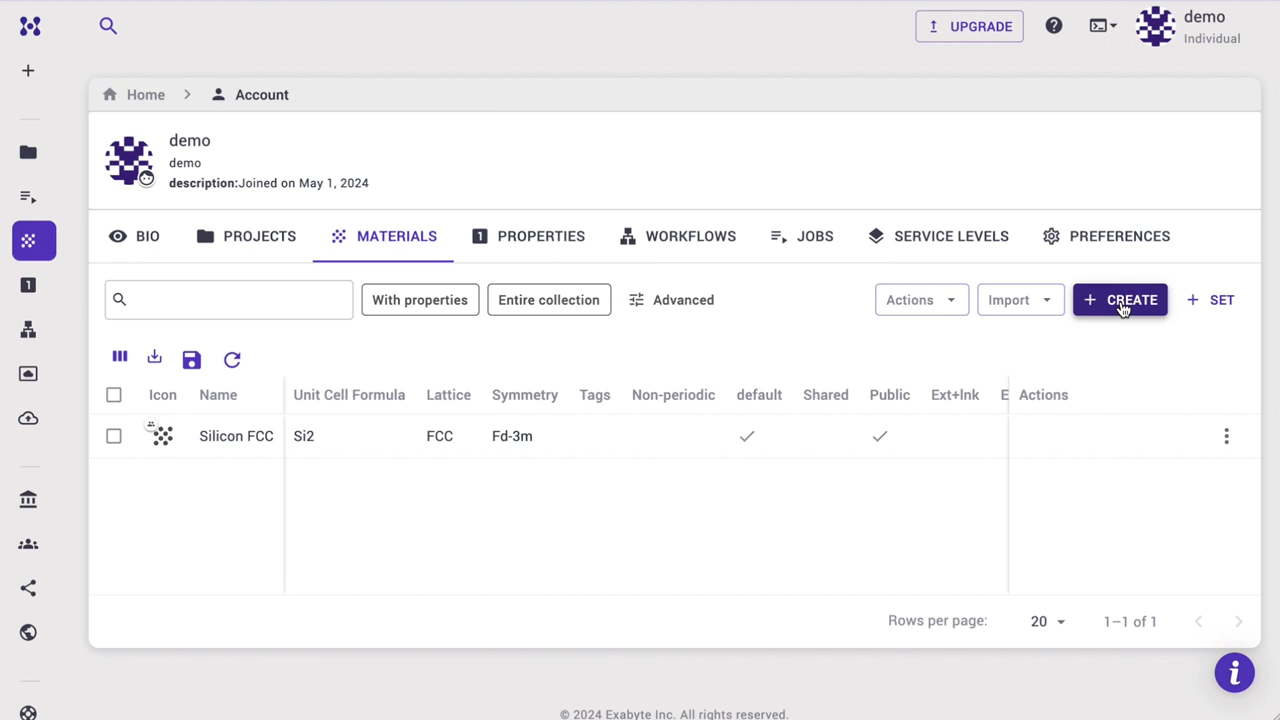 UPGRADE
demo
Individual
Home
Account
demo
demo
description:Joined on May 1, 2024
BIO PROJECTS MATERIALS 1 PROPERTIES WORKFLOWS JOBS SERVICE LEVELS PREFERENCES
With properties Entire collection Advanced Actions Import + CREATE + SET
Icon Name Unit Cell Formula Lattice Symmetry Tags Non-periodic default Shared Public Ext+lnk E Actions
Silicon FCC Si2 FCC Fd-3m
Rows per page: 20 1–1 of 1
© 2024 Exabyte Inc. All rights reserved.